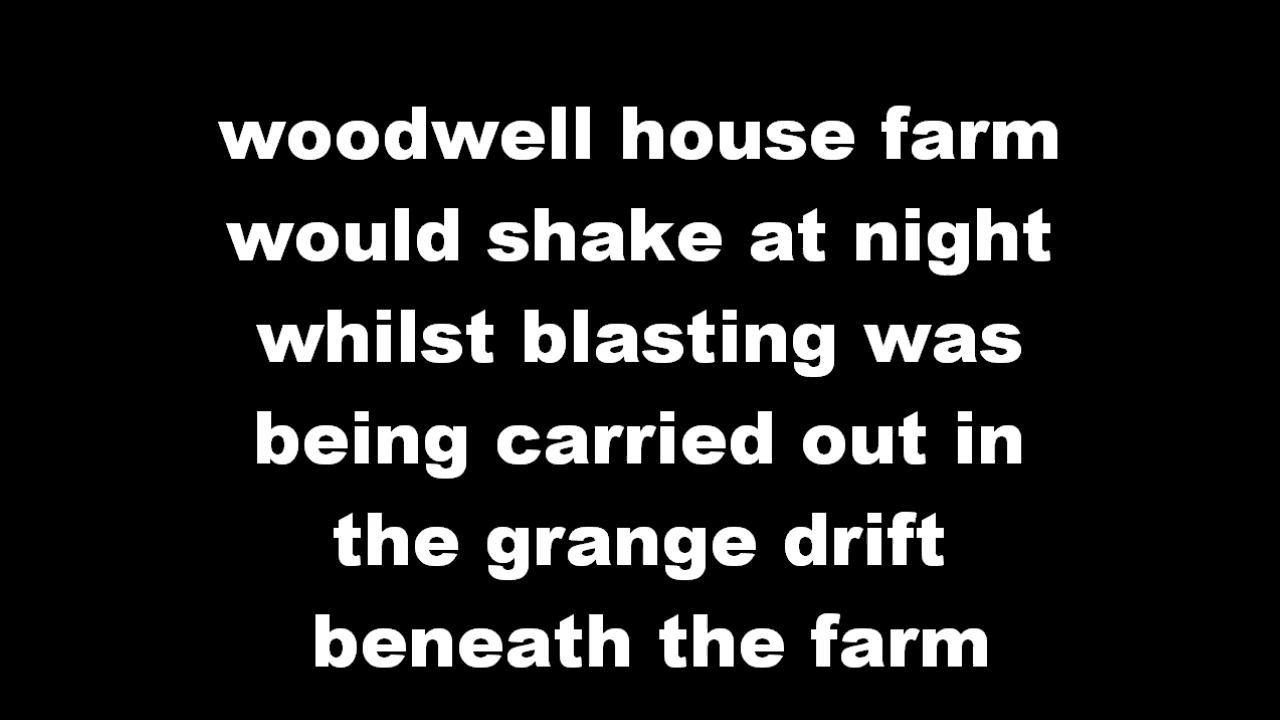 woodwell house farm
would shake at night
whilst blasting was
being carried out in
the grange drift
beneath the farm